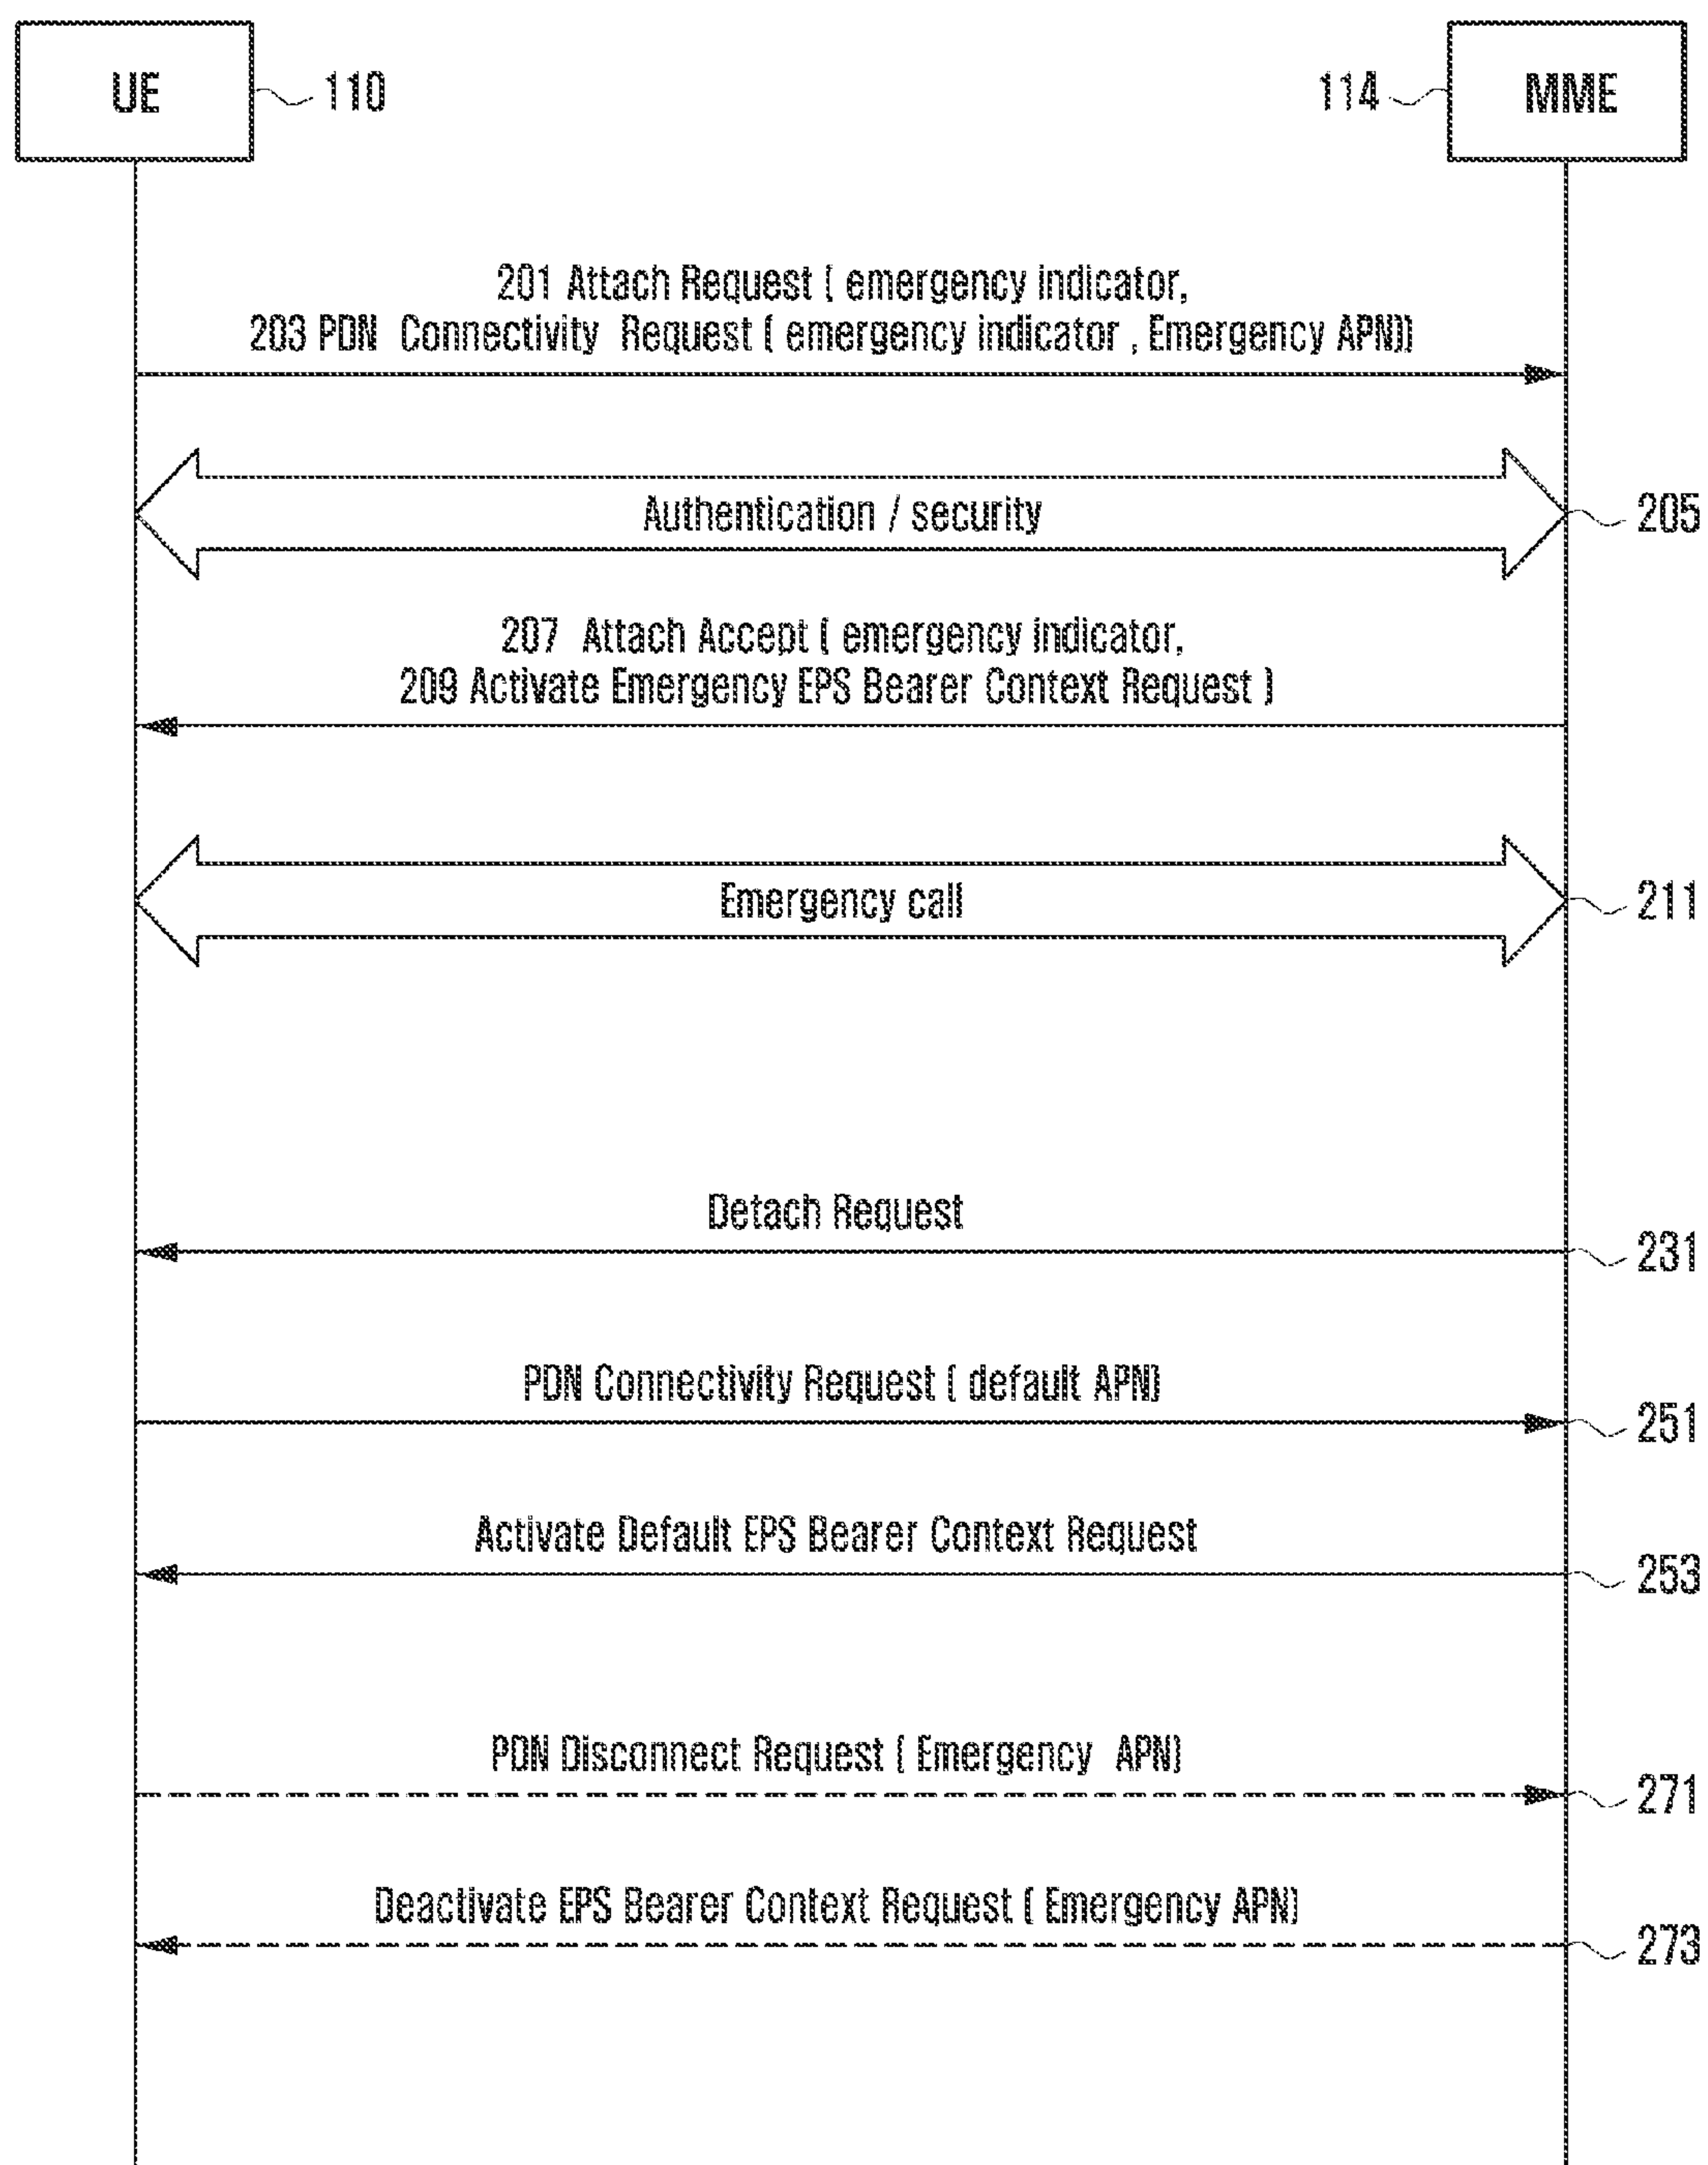 UE
110
114
MME
201 Attach Request ( emergency indicator,
203 PDN Connectivity Request ( emergency indicator , Emergency APN))
Authentication / security
205
207 Attach Accept ( emergency indicator,
209 Activate Emergency EPS Bearer Context Request )
Emergency call
211
Detach Request
231
PDN Connectivity Request ( default APN)
251
Activate Default EPS Bearer Context Request
253
PDN Disconnect Request ( Emergency APN)
271
Deactivate EPS Bearer Context Request ( Emergency APN)
273